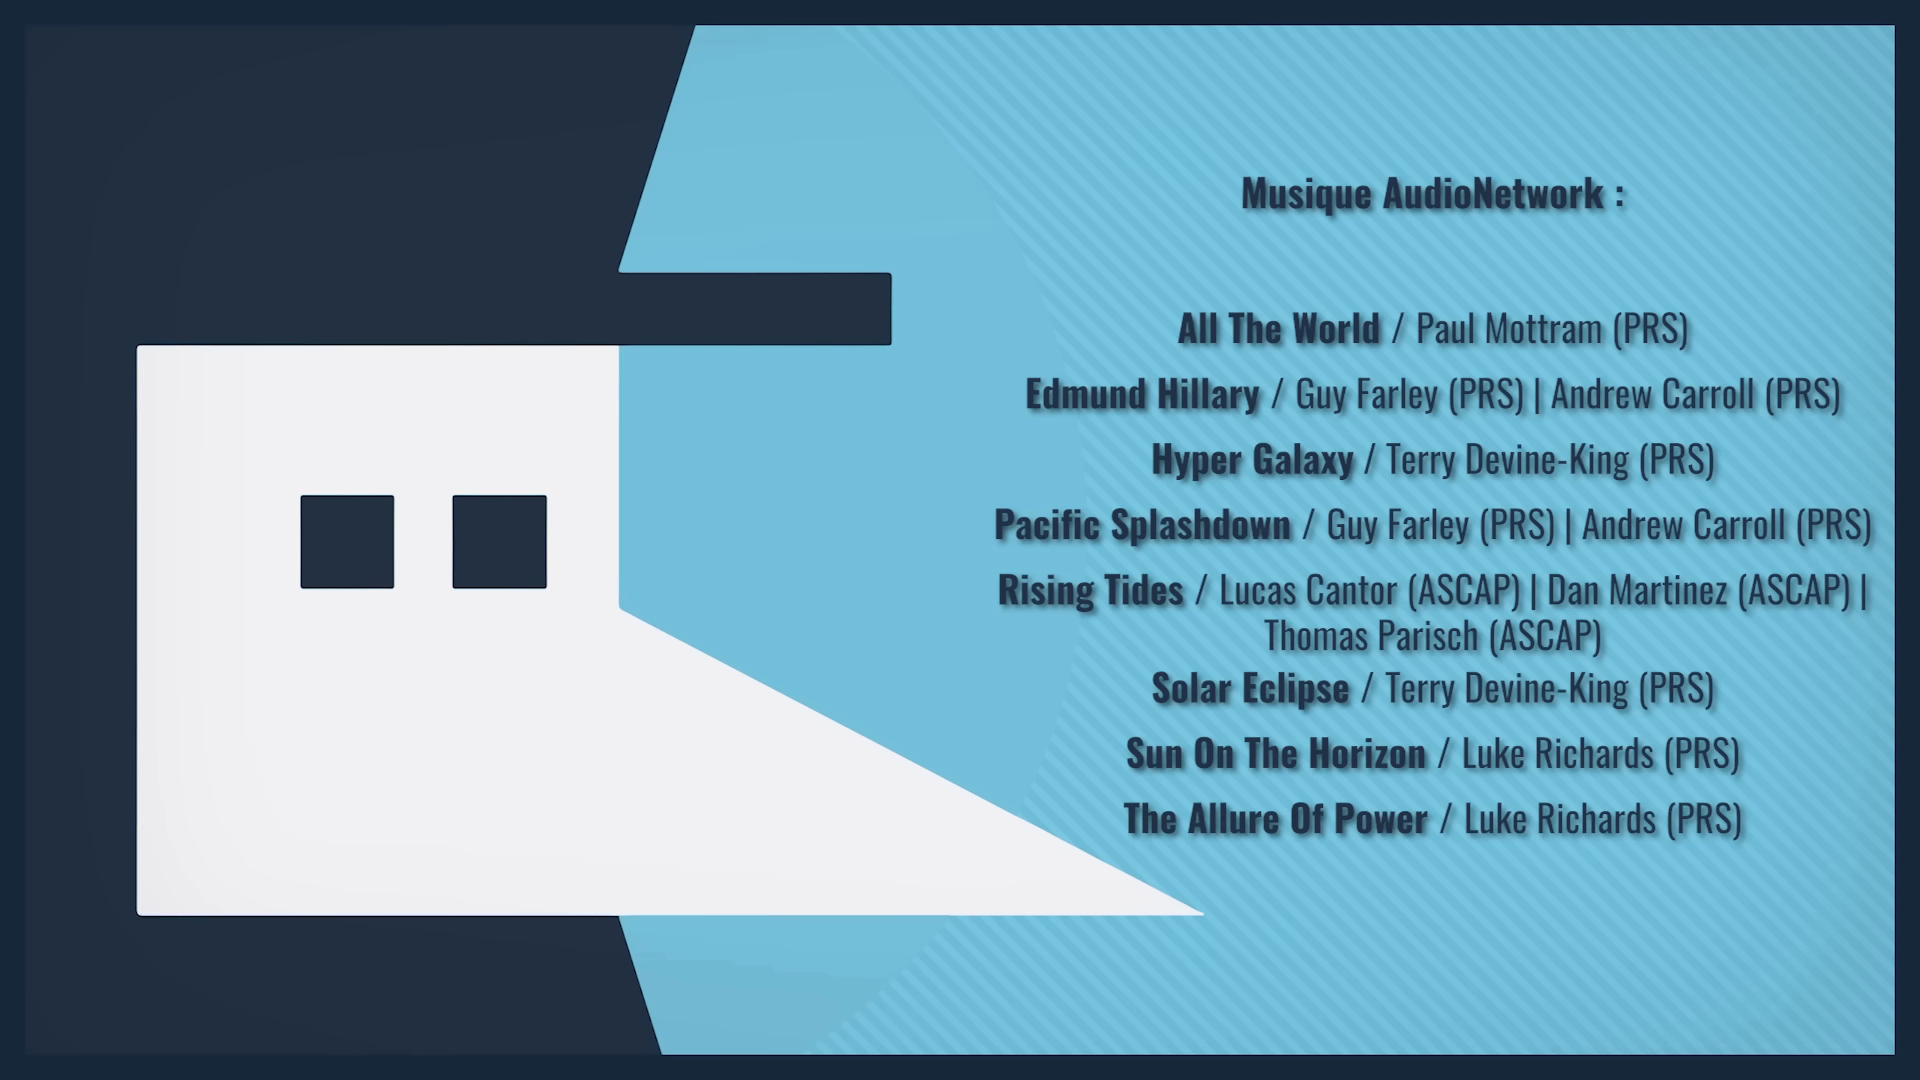 Musique AudioNetwork :
All The World / Paul Mottram (PRS)
Edmund Hillary / Guy Farley (PRS) | Andrew Carroll (PRS)
Hyper Galaxy / Terry Devine-King (PRS)
Pacific Splashdown / Guy Farley (PRS) | Andrew Carroll (PRS)
Rising Tides / Lucas Cantor (ASCAP) | Dan Martinez (ASCAP) |
Thomas Parisch (ASCAP)
Solar Eclipse / Terry Devine-King (PRS)
Sun On The Horizon / Luke Richards (PRS)
The Allure Of Power / Luke Richards (PRS)